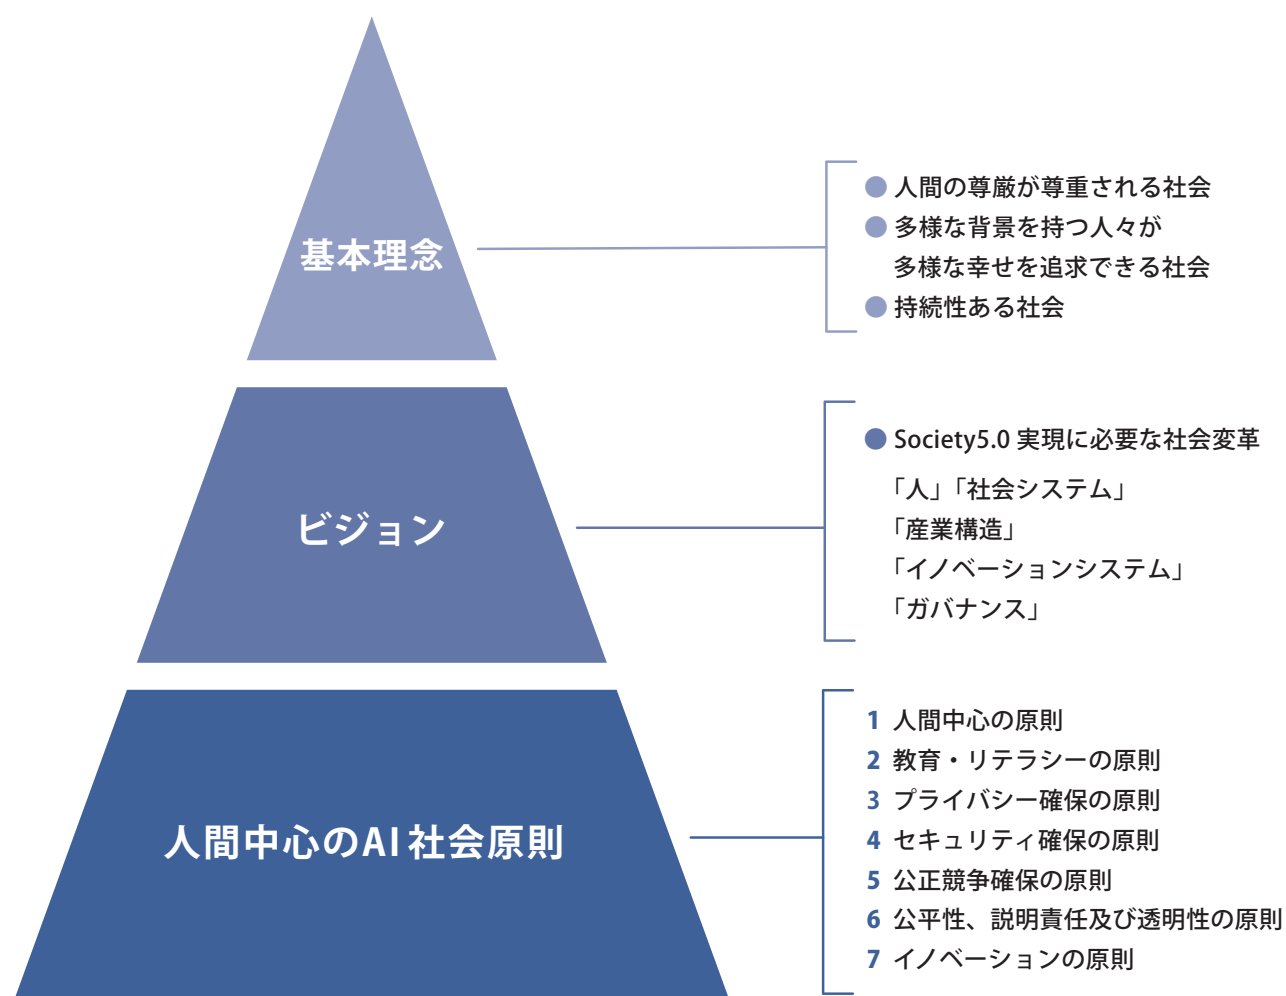 基本理念
● 人間の尊厳が尊重される社会
● 多様な背景を持つ人々が
多様な幸せを追求できる社会
● 持続性ある社会
ビジョン
● Society5.0 実現に必要な社会変革
「人」「社会システム」
「産業構造」
「イノベーションシステム」
「ガバナンス」
人間中心のAI社会原則
1 人間中心の原則
2 教育・リテラシーの原則
3 プライバシー確保の原則
4 セキュリティ確保の原則
5 公正競争確保の原則
6 公平性、説明責任及び透明性の原則
7 イノベーションの原則